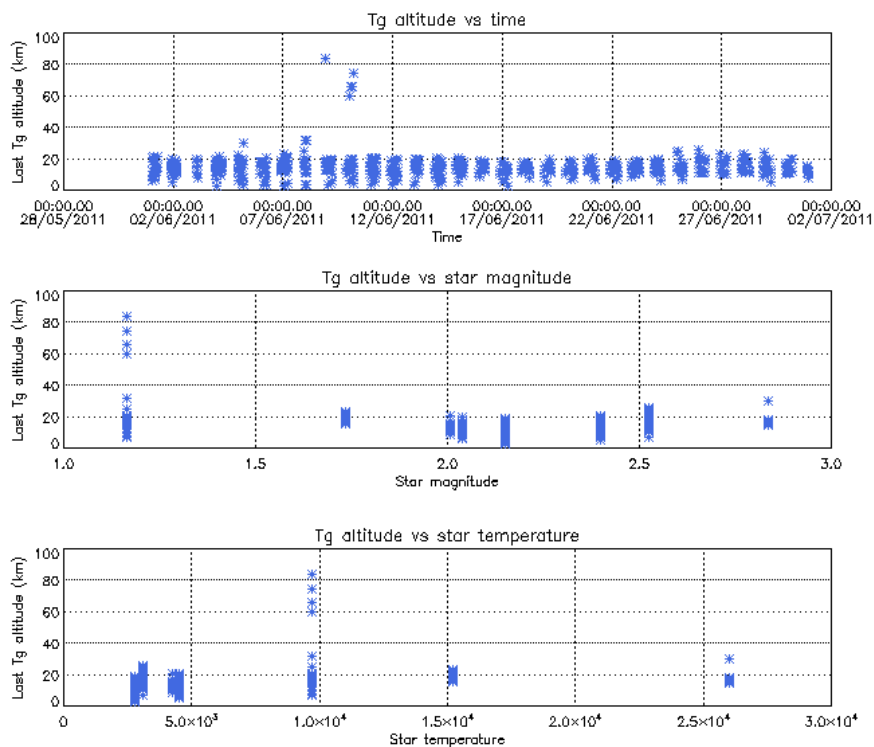 Tg altitude vs time
Last Tg altitude (km)
100
80
60
40
20
0
00:00.00 00:00.00 00:00.00 00:00.00 00:00.00 00:00.00 00:00.00 00:00.00
28/05/2011 02/06/2011 07/06/2011 12/06/2011 17/06/2011 22/06/2011 27/06/2011 02/07/2011
Time
Tg altitude vs star magnitude
Last Tg altitude (km)
100
80
60
40
20
0
1.0 1.5 2.0 2.5 3.0
Star magnitude
Tg altitude vs star temperature
Last Tg altitude (km)
100
80
60
40
20
0
0 5.0×10³ 1.0×10⁴ 1.5×10⁴ 2.0×10⁴ 2.5×10⁴ 3.0×10⁴
Star temperature